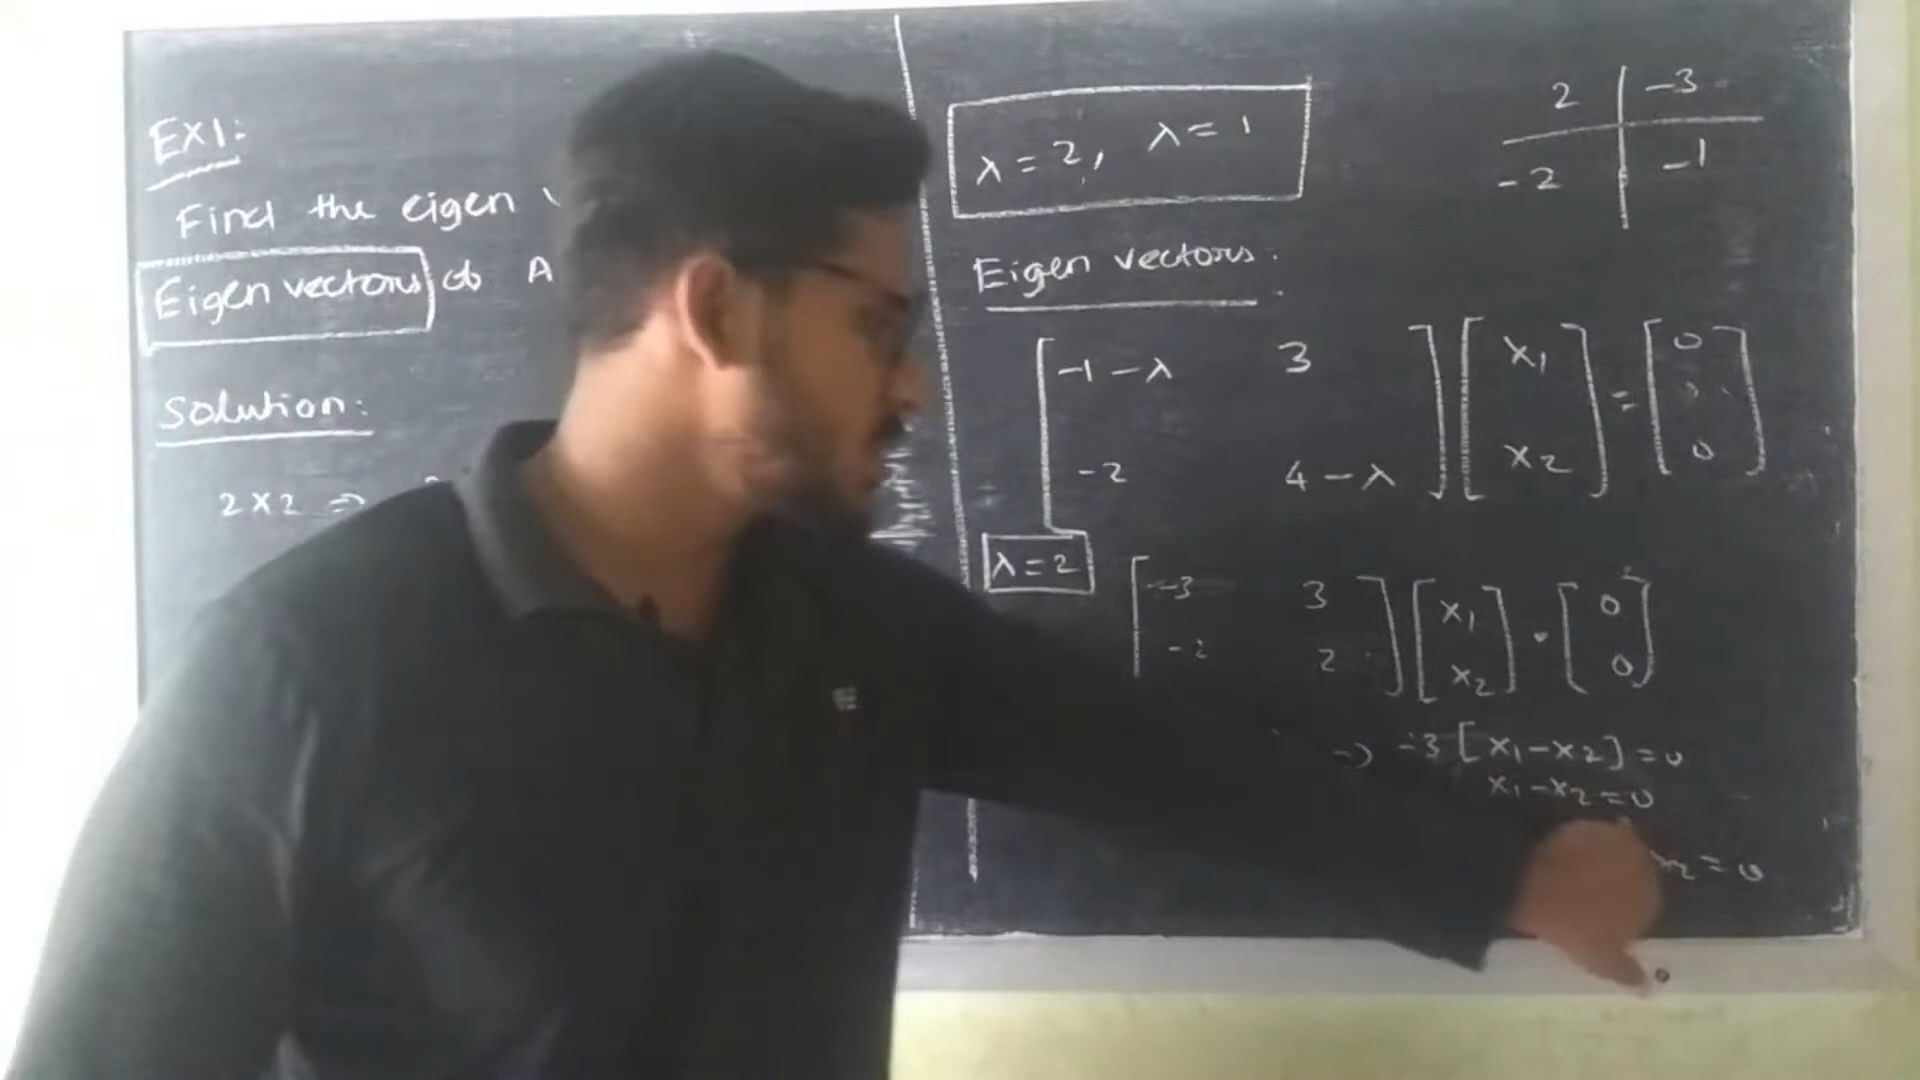 EX1:
Find the eigen
Eigen vectors of A
Solution:
2 x 2 ⇒
λ = 2, λ = 1
2 -3
-2 -1
Eigen vectors:
-1 - λ 3 x1 0
=
-2 4 - λ x2 0
λ = 2
-3 3 x1 0
-2 2 x2 0
⇒ -3 [x1 - x2] = 0
x1 - x2 = 0
x2 = 0